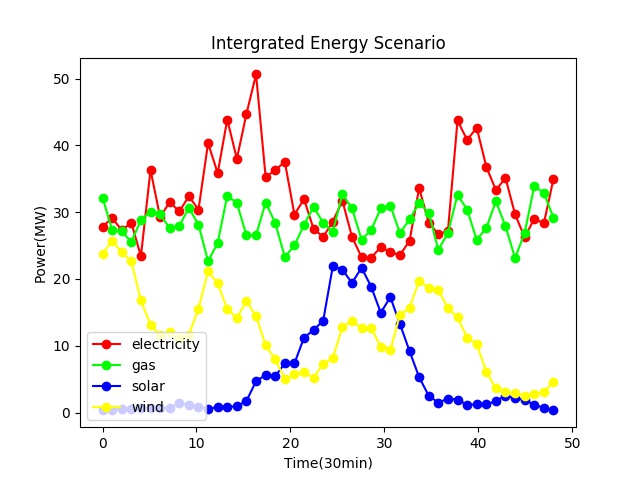 Intergrated Energy Scenario
Power(MW)
50
40
30
20
10
0
electricity
gas
solar
wind
0 10 20 30 40 50
Time(30min)